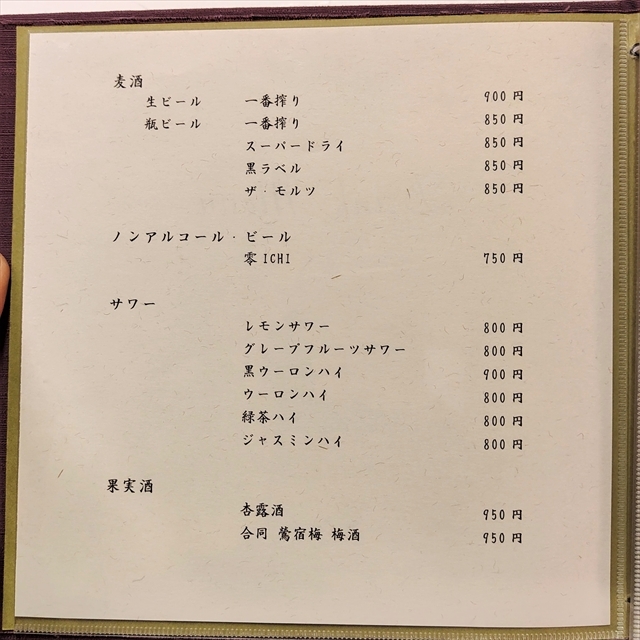 麦酒
生ビール 一番搾り 900円
瓶ビール 一番搾り 850円
スーパードライ 850円
黒ラベル 850円
ザ・モルツ 850円
ノンアルコール・ビール
零ICHI 750円
サワー
レモンサワー 800円
グレープフルーツサワー 800円
黒ウーロンハイ 900円
ウーロンハイ 800円
緑茶ハイ 800円
ジャスミンハイ 800円
果実酒
杏露酒 950円
合同 鶯宿梅 梅酒 950円